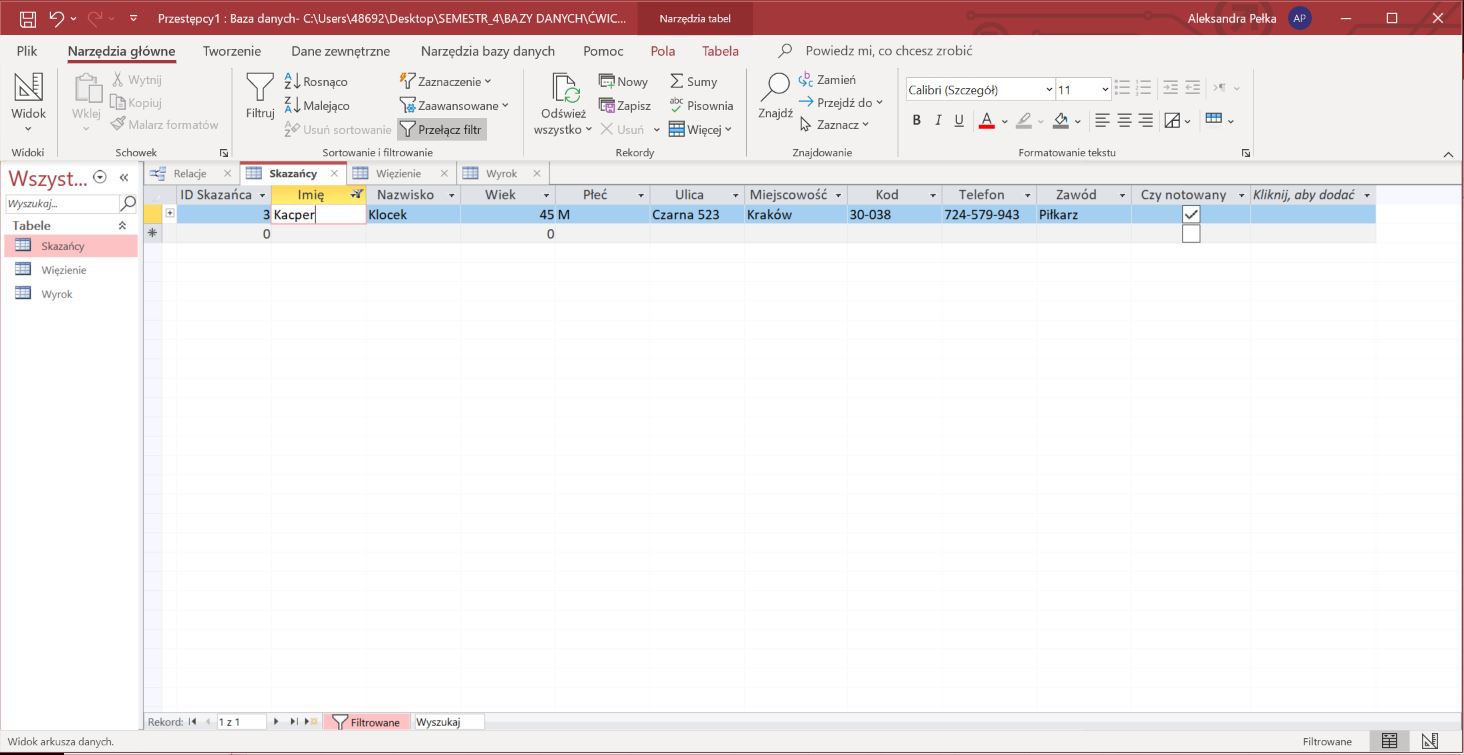 Przestępcy1 : Baza danych- C:\Users\48692\Desktop\SEMESTR_4\BAZY DANYCH\ĆWIC... Narzędzia tabel Aleksandra Pełka AP
Plik Narzędzia główne Tworzenie Dane zewnętrzne Narzędzia bazy danych Pomoc Pola Tabela Powiedz mi, co chcesz zrobić
Widok
Widoki
Wklej
Wytnij
Kopiuj
Malarz formatów
Schowek
Filtruj
Rosnąco
Malejąco
Usuń sortowanie
Zaznaczenie
Zaawansowane
Przełącz filtr
Sortowanie i filtrowanie
Odśwież
wszystko
Nowy
Zapisz
Usuń
Sumy
Pisownia
Więcej
Rekordy
Znajdź
Zamień
Przejdź do
Zaznacz
Znajdowanie
Calibri (Szczegół) 11
B I U A
Formatowanie tekstu
Wszyst...
Wyszukaj...
Tabele
Skazańcy
Więzienie
Wyrok
Relacje Skazańcy Więzienie Wyrok
ID Skazańca Imię Nazwisko Wiek Płeć Ulica Miejscowość Kod Telefon Zawód Czy notowany Kliknij, aby dodać
3 Kacper Klocek 45 M Czarna 523 Kraków 30-038 724-579-943 Piłkarz
0 0
Rekord: 1 z 1 Filtrowane Wyszukaj
Widok arkusza danych. Filtrowane